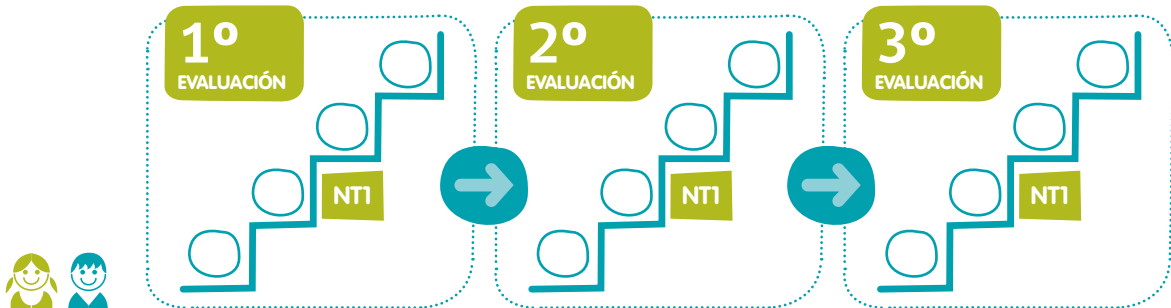 1º
EVALUACIÓN
NT1
2º
EVALUACIÓN
NT1
3º
EVALUACIÓN
NT1